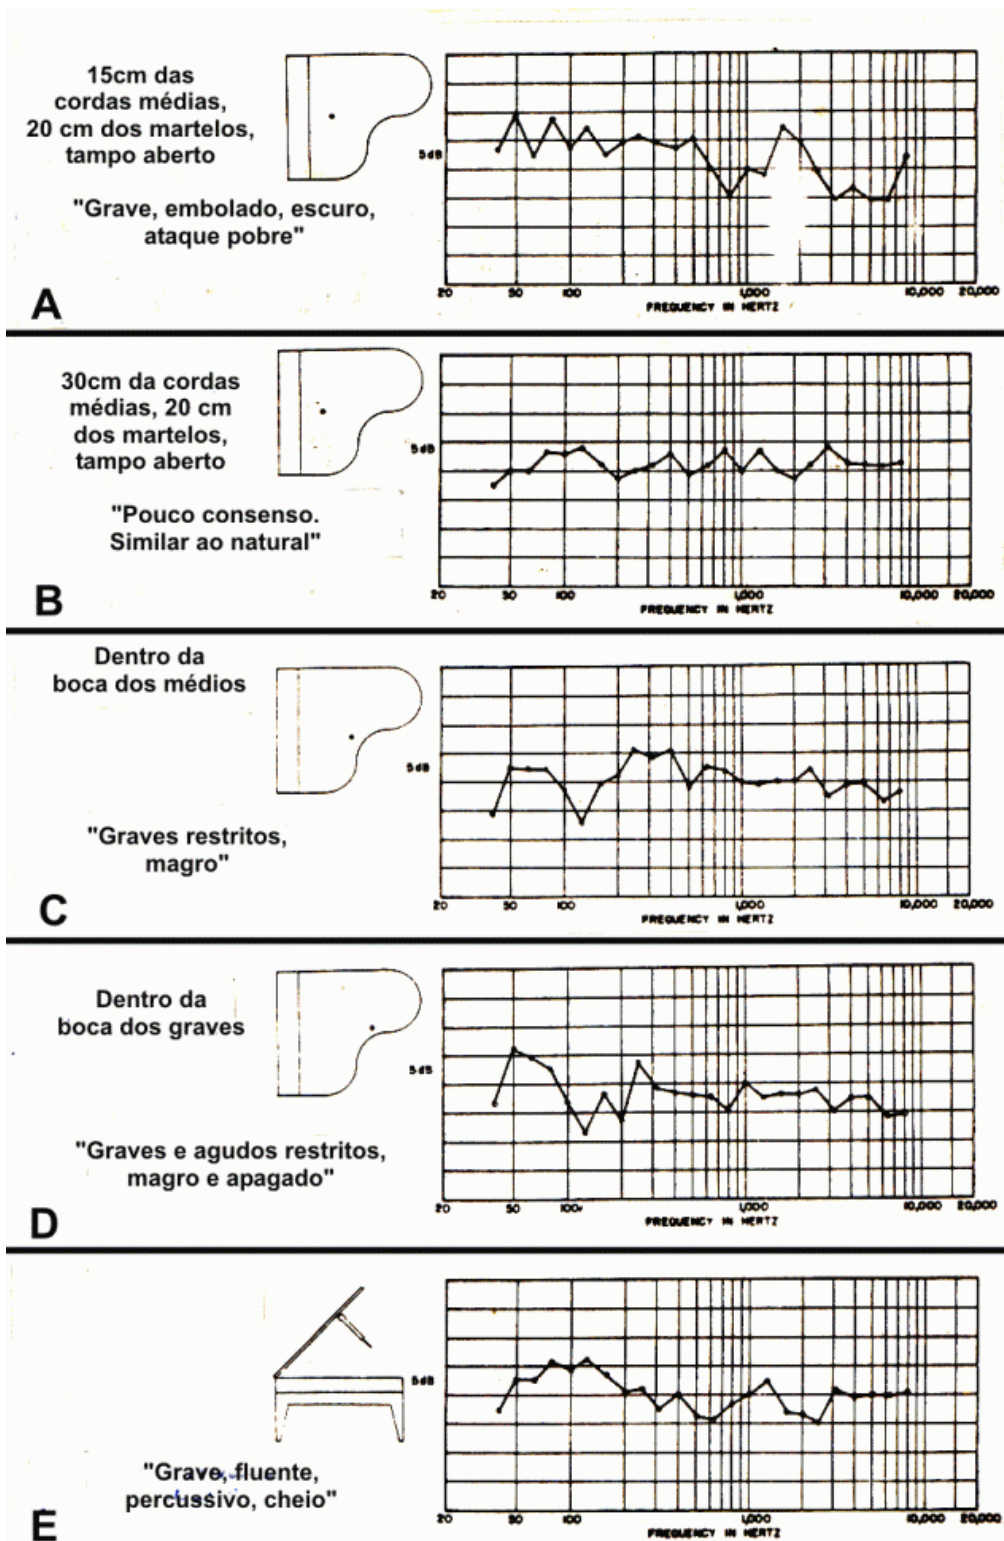 15cm das
cordas médias,
20 cm dos martelos,
tampo aberto
"Grave, embolado, escuro,
ataque pobre"
A
5dB
20 50 100 1,000 10,000 20,000
FREQUENCY IN HERTZ
30cm da cordas
médias, 20 cm
dos martelos,
tampo aberto
"Pouco consenso.
Similar ao natural"
B
5dB
20 50 100 1,000 10,000 20,000
FREQUENCY IN HERTZ
Dentro da
boca dos médios
"Graves restritos,
magro"
C
5dB
20 50 100 1,000 10,000 20,000
FREQUENCY IN HERTZ
Dentro da
boca dos graves
"Graves e agudos restritos,
magro e apagado"
D
5dB
20 50 100 1,000 10,000 20,000
FREQUENCY IN HERTZ
"Grave, fluente,
percussivo, cheio"
E
5dB
20 50 100 1,000 10,000 20,000
FREQUENCY IN HERTZ